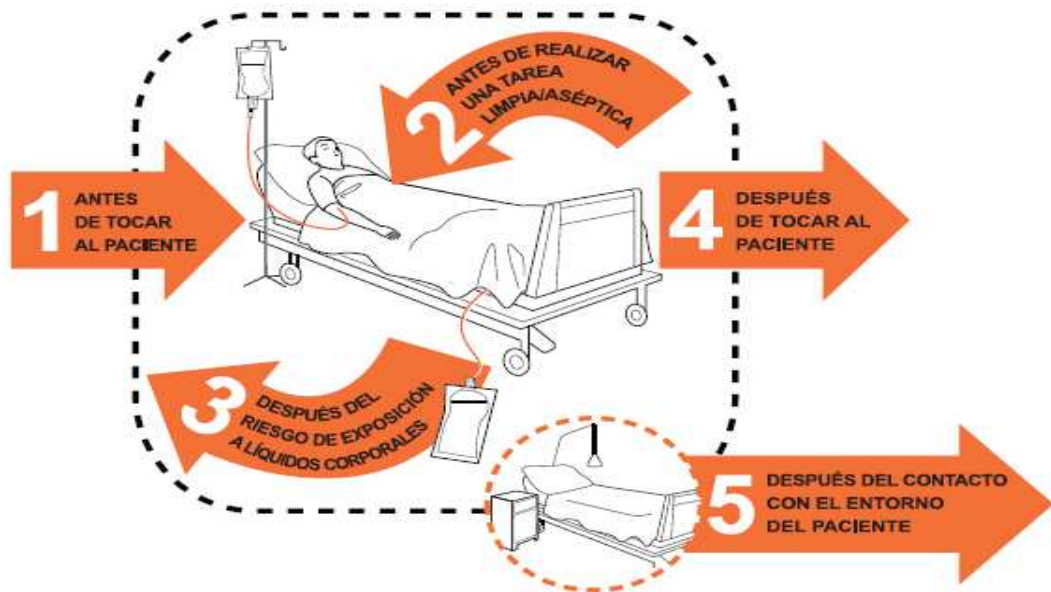 1
ANTES
DE TOCAR
AL PACIENTE
2
ANTES DE REALIZAR
UNA TAREA
LIMPIA/ASÉPTICA
3
DESPUÉS DEL
RIESGO DE EXPOSICIÓN
A LÍQUIDOS CORPORALES
4
DESPUÉS
DE TOCAR AL
PACIENTE
5
DESPUÉS DEL CONTACTO
CON EL ENTORNO
DEL PACIENTE